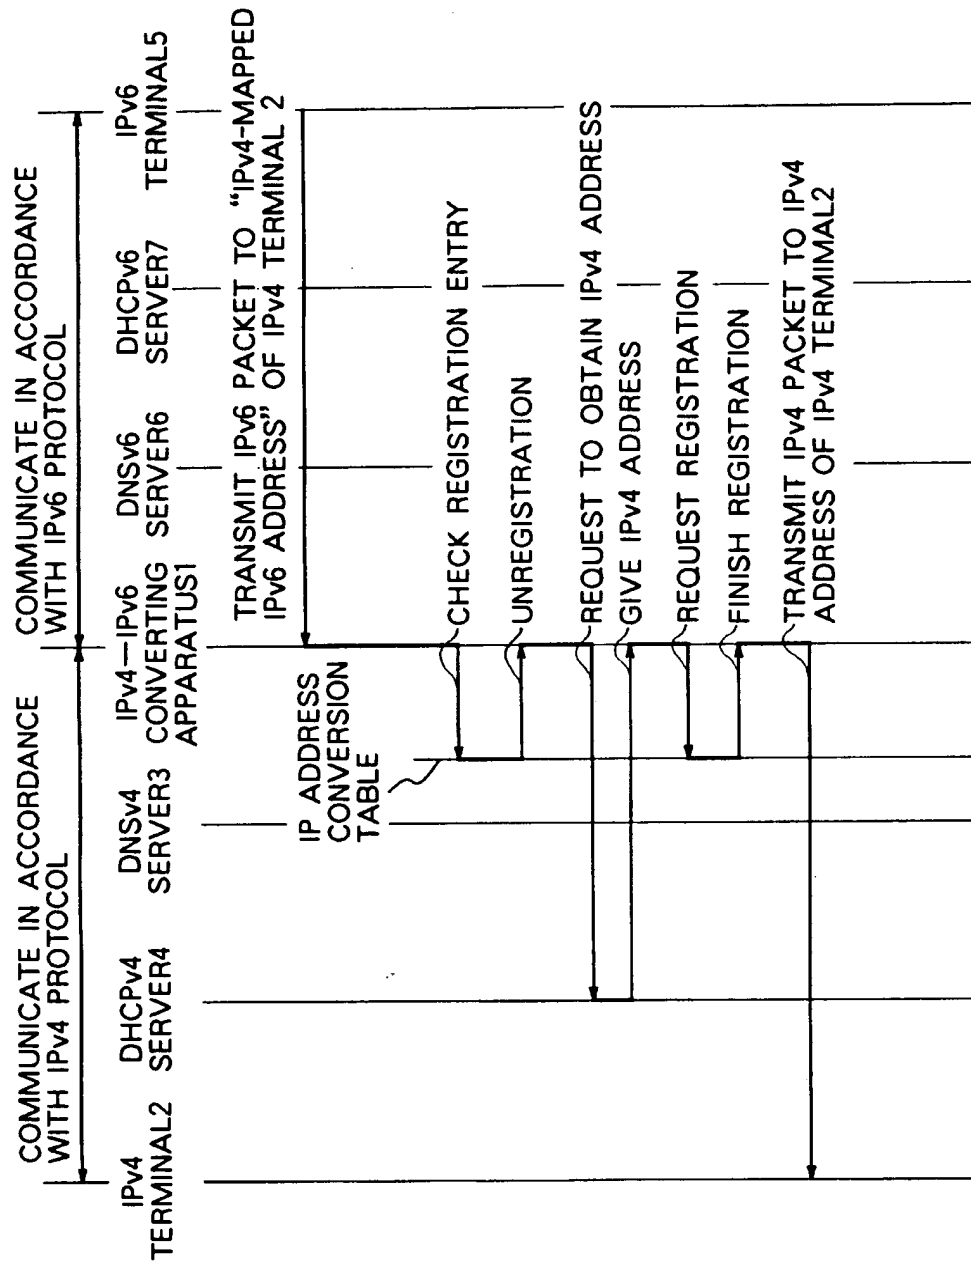 COMMUNICATE IN ACCORDANCE
WITH IPv4 PROTOCOL
COMMUNICATE IN ACCORDANCE
WITH IPv6 PROTOCOL
IPv4
TERMINAL2
DHCPv4
SERVER4
DNSv4
SERVER3
IPv4—IPv6
CONVERTING
APPARATUS1
DNSv6
SERVER6
DHCPv6
SERVER7
IPv6
TERMINAL5
TRANSMIT IPv6 PACKET TO "IPv4-MAPPED
IPv6 ADDRESS" OF IPv4 TERMINAL 2
IP ADDRESS
CONVERSION
TABLE
CHECK REGISTRATION ENTRY
UNREGISTRATION
REQUEST TO OBTAIN IPv4 ADDRESS
GIVE IPv4 ADDRESS
REQUEST REGISTRATION
FINISH REGISTRATION
TRANSMIT IPv4 PACKET TO IPv4
ADDRESS OF IPv4 TERMIMAL2